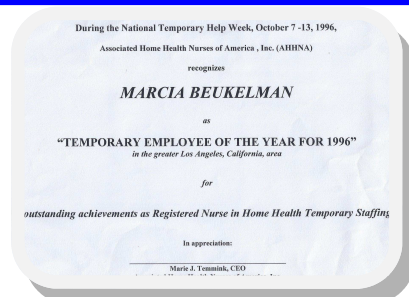 During the National Temporary Help Week, October 7 -13, 1996,
Associated Home Health Nurses of America , Inc. (AHHNA)
recognizes
MARCIA BEUKELMAN
as
“TEMPORARY EMPLOYEE OF THE YEAR FOR 1996”
in the greater Los Angeles, California, area
for
outstanding achievements as Registered Nurse in Home Health Temporary Staffing
In appreciation:
Marie J. Temmink, CEO